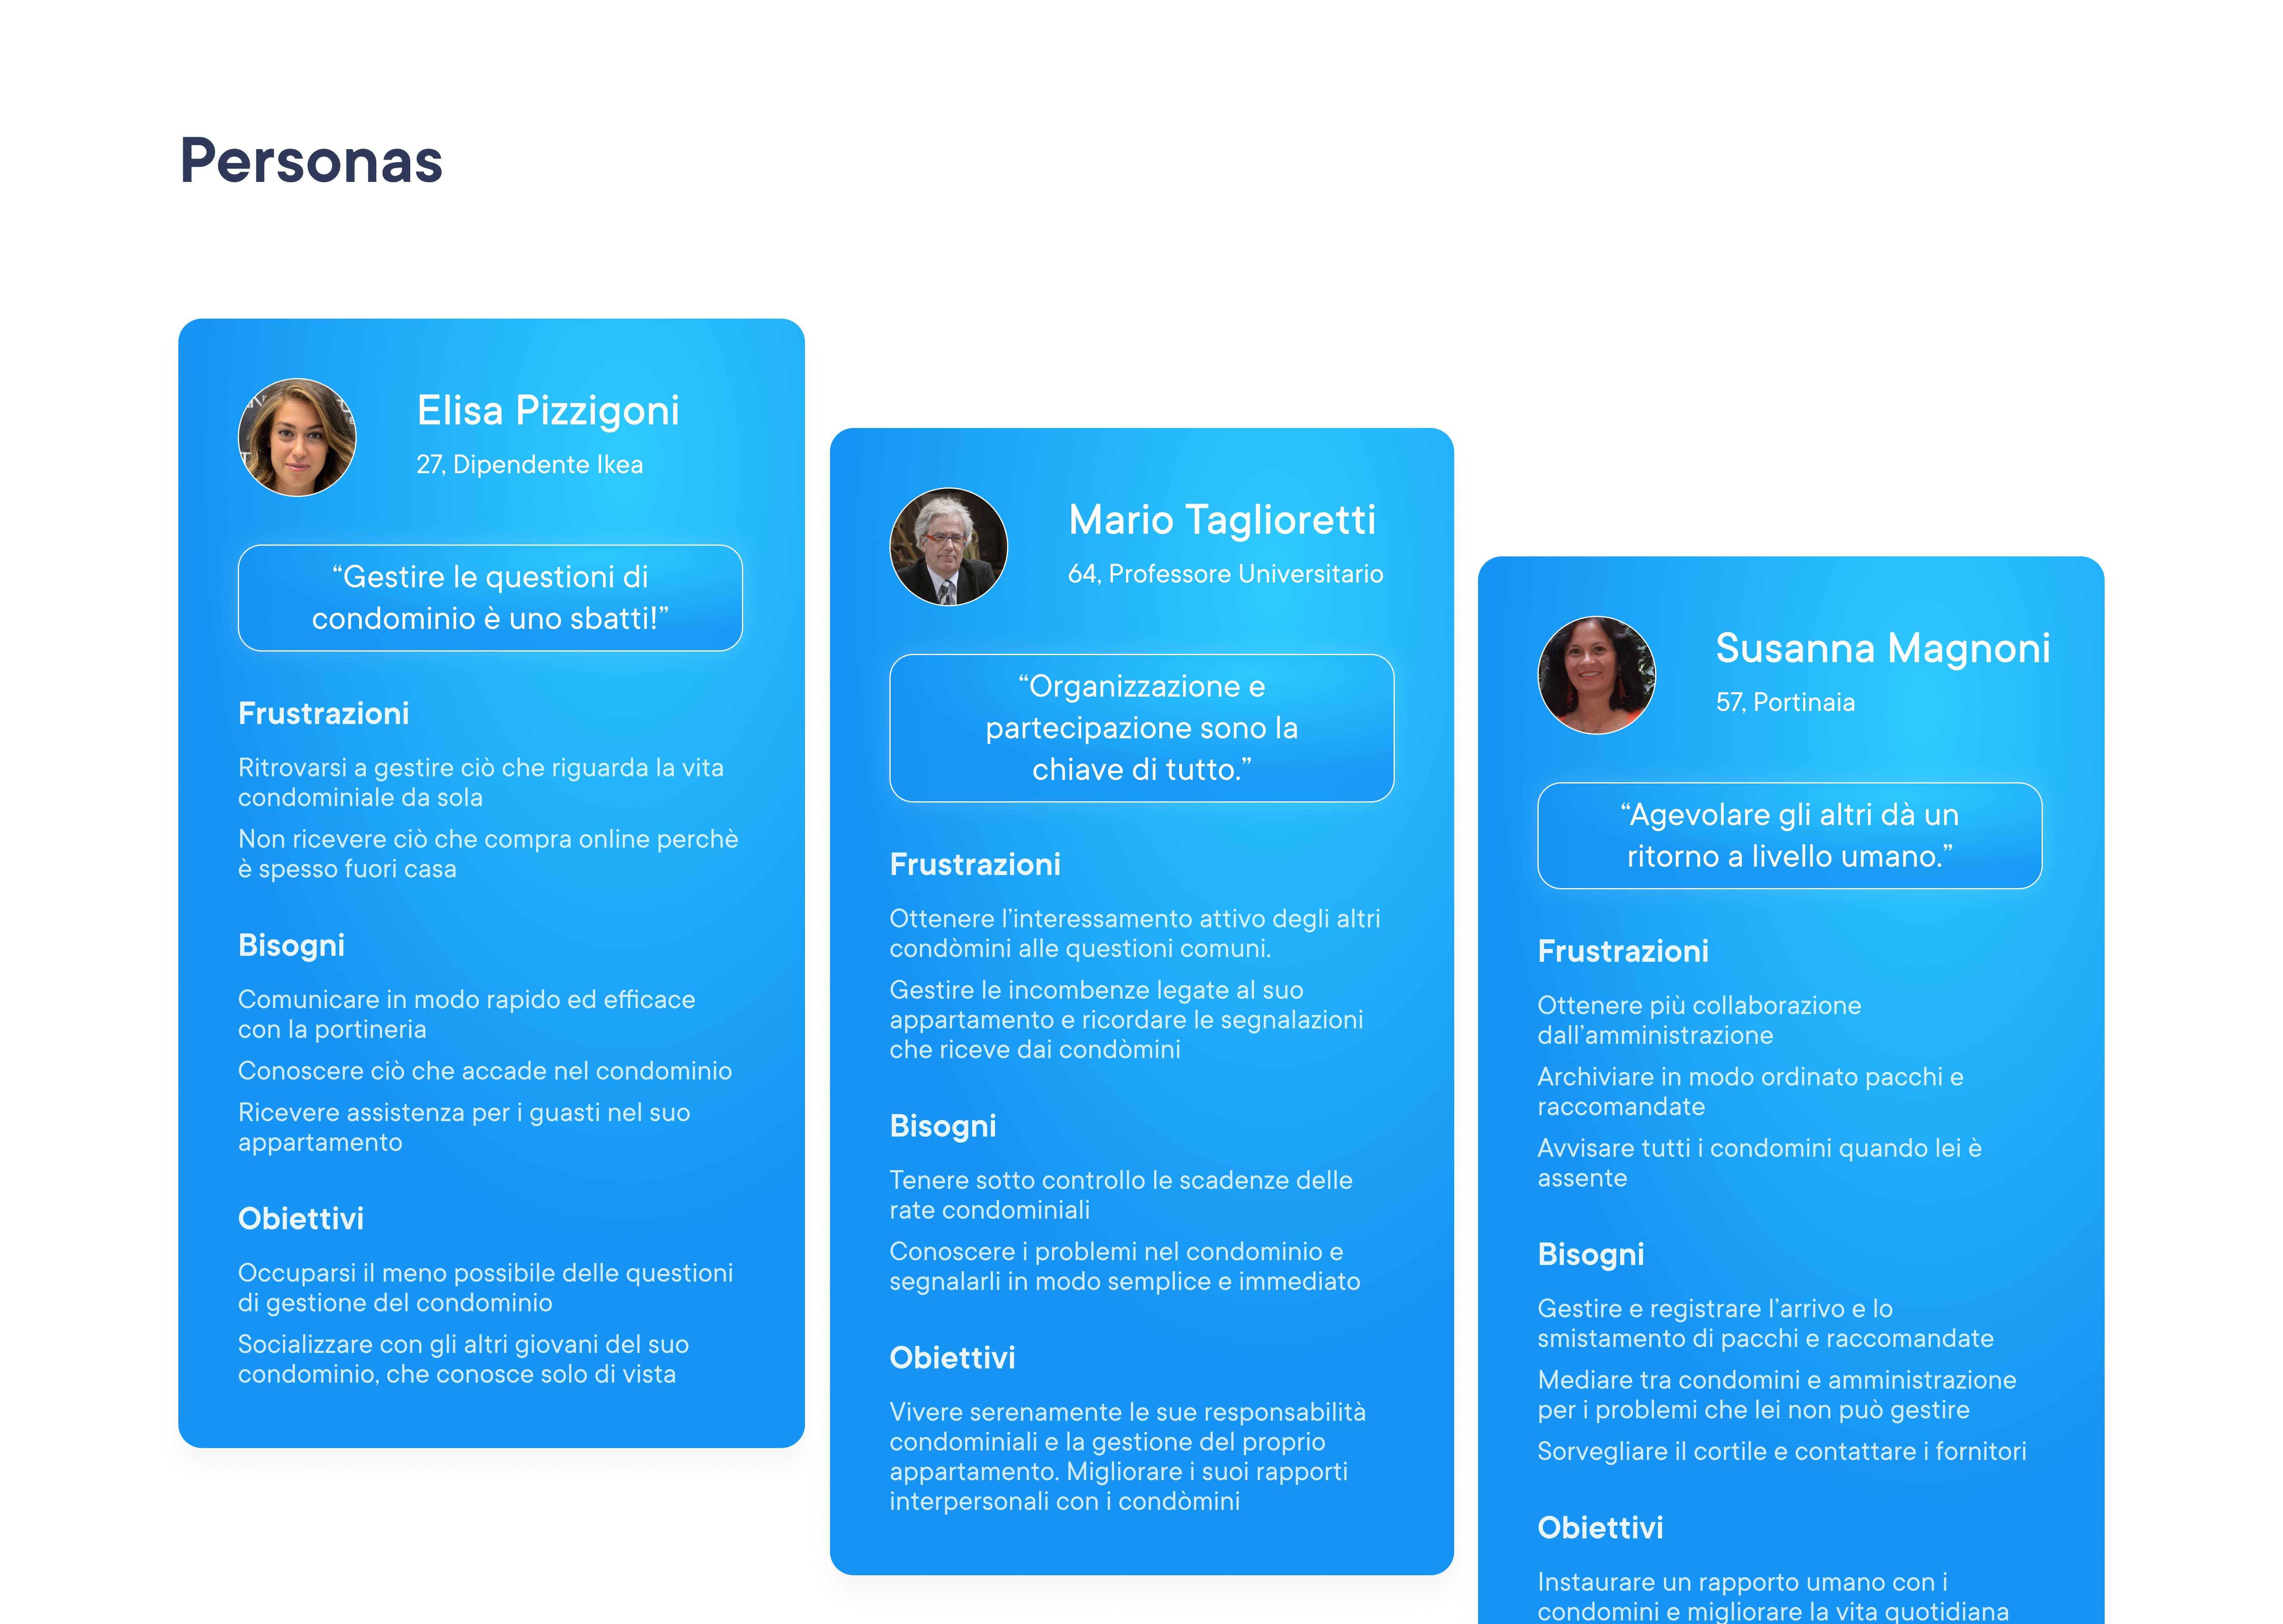 Personas
Elisa Pizzigoni
27, Dipendente Ikea
“Gestire le questioni di
condominio è uno sbatti!”
Frustrazioni
Ritrovarsi a gestire ciò che riguarda la vita
condominiale da sola
Non ricevere ciò che compra online perchè
è spesso fuori casa
Bisogni
Comunicare in modo rapido ed efficace
con la portineria
Conoscere ciò che accade nel condominio
Ricevere assistenza per i guasti nel suo
appartamento
Obiettivi
Occuparsi il meno possibile delle questioni
di gestione del condominio
Socializzare con gli altri giovani del suo
condominio, che conosce solo di vista
Mario Taglioretti
64, Professore Universitario
“Organizzazione e
partecipazione sono la
chiave di tutto.”
Frustrazioni
Ottenere l’interessamento attivo degli altri
condòmini alle questioni comuni.
Gestire le incombenze legate al suo
appartamento e ricordare le segnalazioni
che riceve dai condòmini
Bisogni
Tenere sotto controllo le scadenze delle
rate condominiali
Conoscere i problemi nel condominio e
segnalarli in modo semplice e immediato
Obiettivi
Vivere serenamente le sue responsabilità
condominiali e la gestione del proprio
appartamento. Migliorare i suoi rapporti
interpersonali con i condòmini
Susanna Magnoni
57, Portinaia
“Agevolare gli altri dà un
ritorno a livello umano.”
Frustrazioni
Ottenere più collaborazione
dall’amministrazione
Archiviare in modo ordinato pacchi e
raccomandate
Avvisare tutti i condomini quando lei è
assente
Bisogni
Gestire e registrare l’arrivo e lo
smistamento di pacchi e raccomandate
Mediare tra condomini e amministrazione
per i problemi che lei non può gestire
Sorvegliare il cortile e contattare i fornitori
Obiettivi
Instaurare un rapporto umano con i
condomini e migliorare la vita quotidiana